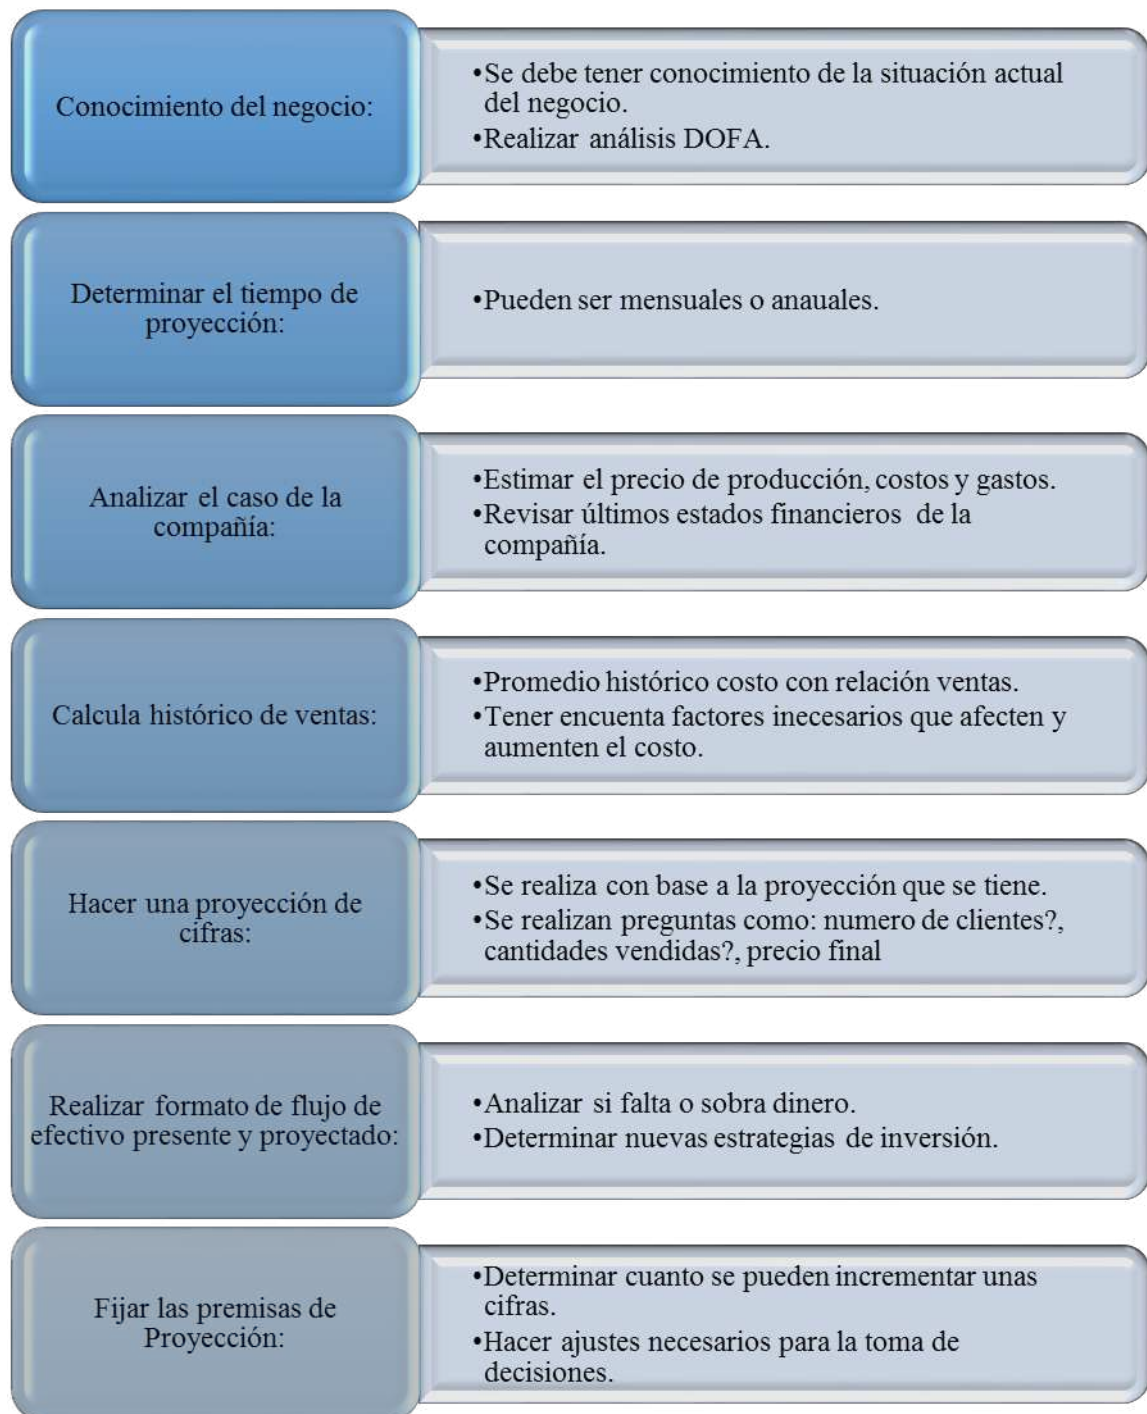 Conocimiento del negocio:
•Se debe tener conocimiento de la situación actual
del negocio.
•Realizar análisis DOFA.
Determinar el tiempo de
proyección:
•Pueden ser mensuales o anauales.
Analizar el caso de la
compañía:
•Estimar el precio de producción, costos y gastos.
•Revisar últimos estados financieros de la
compañía.
Calcula histórico de ventas:
•Promedio histórico costo con relación ventas.
•Tener encuenta factores inecesarios que afecten y
aumenten el costo.
Hacer una proyección de
cifras:
•Se realiza con base a la proyección que se tiene.
•Se realizan preguntas como: numero de clientes?,
cantidades vendidas?, precio final
Realizar formato de flujo de
efectivo presente y proyectado:
•Analizar si falta o sobra dinero.
•Determinar nuevas estrategias de inversión.
Fijar las premisas de
Proyección:
•Determinar cuanto se pueden incrementar unas
cifras.
•Hacer ajustes necesarios para la toma de
decisiones.